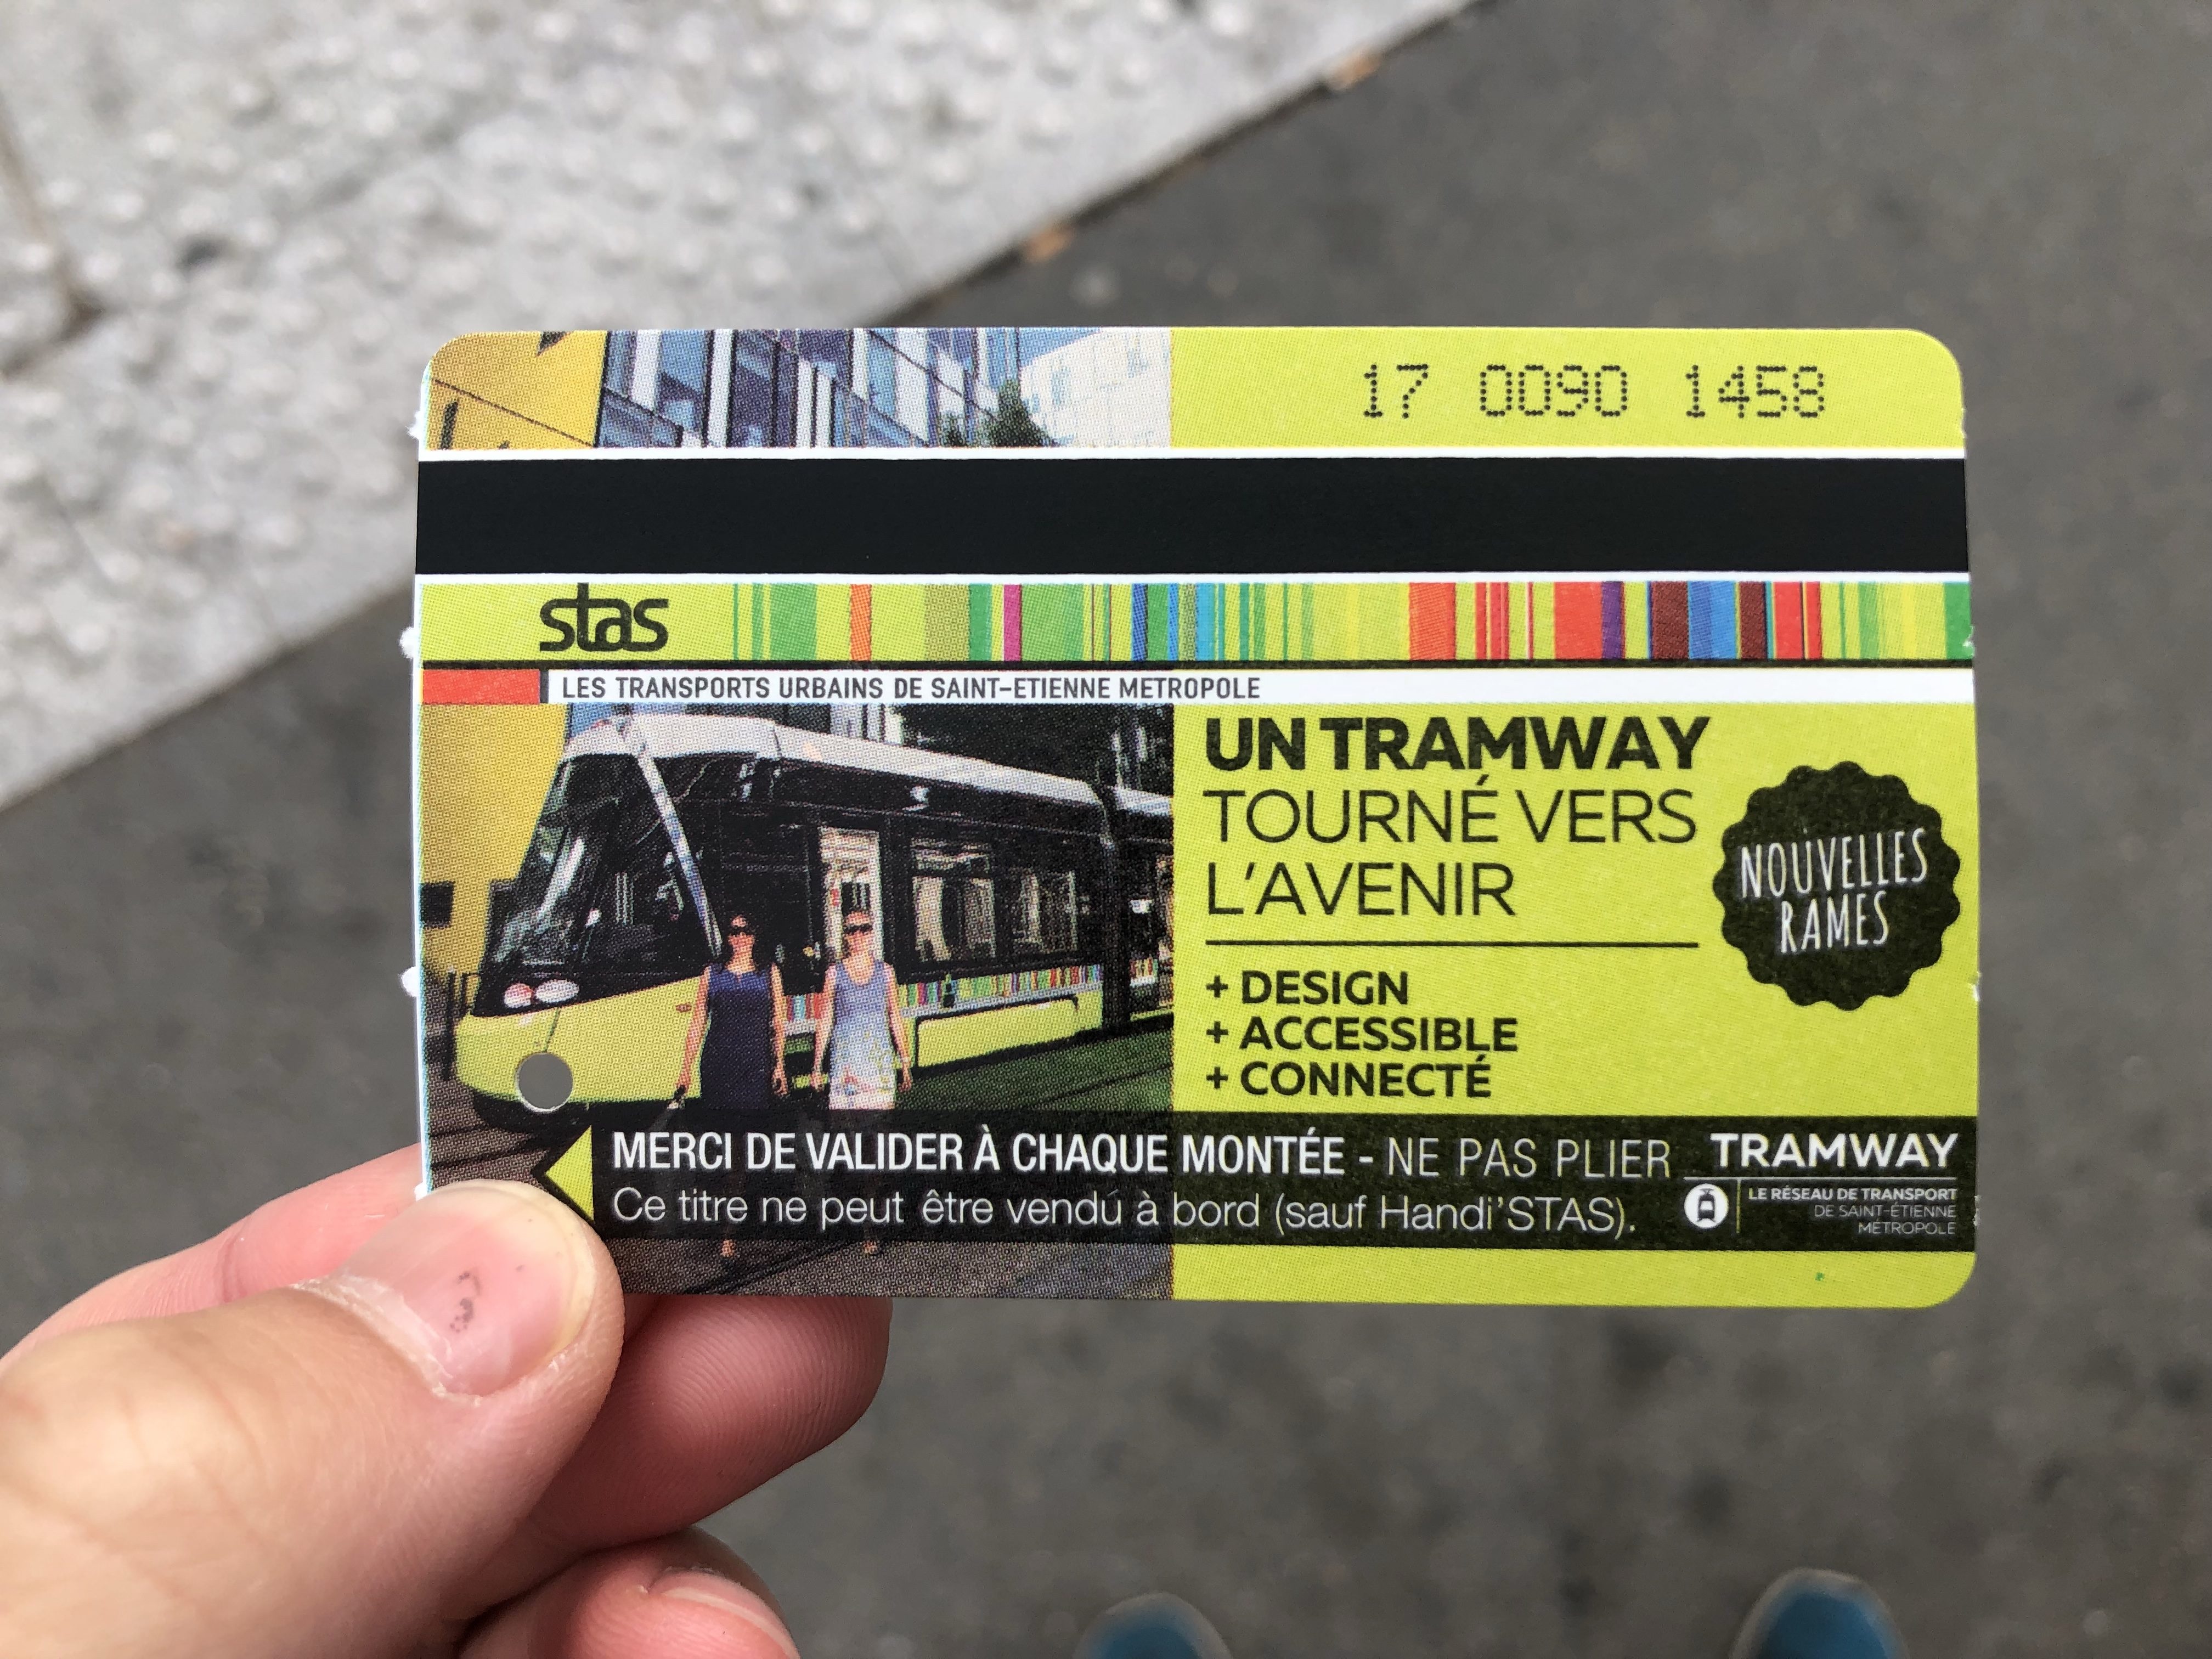 17 0090 1458
stas
LES TRANSPORTS URBAINS DE SAINT-ETIENNE METROPOLE
UN TRAMWAY
TOURNÉ VERS
L'AVENIR
NOUVELLES
RAMES
+ DESIGN
+ ACCESSIBLE
+ CONNECTÉ
MERCI DE VALIDER À CHAQUE MONTÉE - NE PAS PLIER
Ce titre ne peut être vendu à bord (sauf Handi'STAS).
TRAMWAY
LE RÉSEAU DE TRANSPORT
DE SAINT-ÉTIENNE
MÉTROPOLE